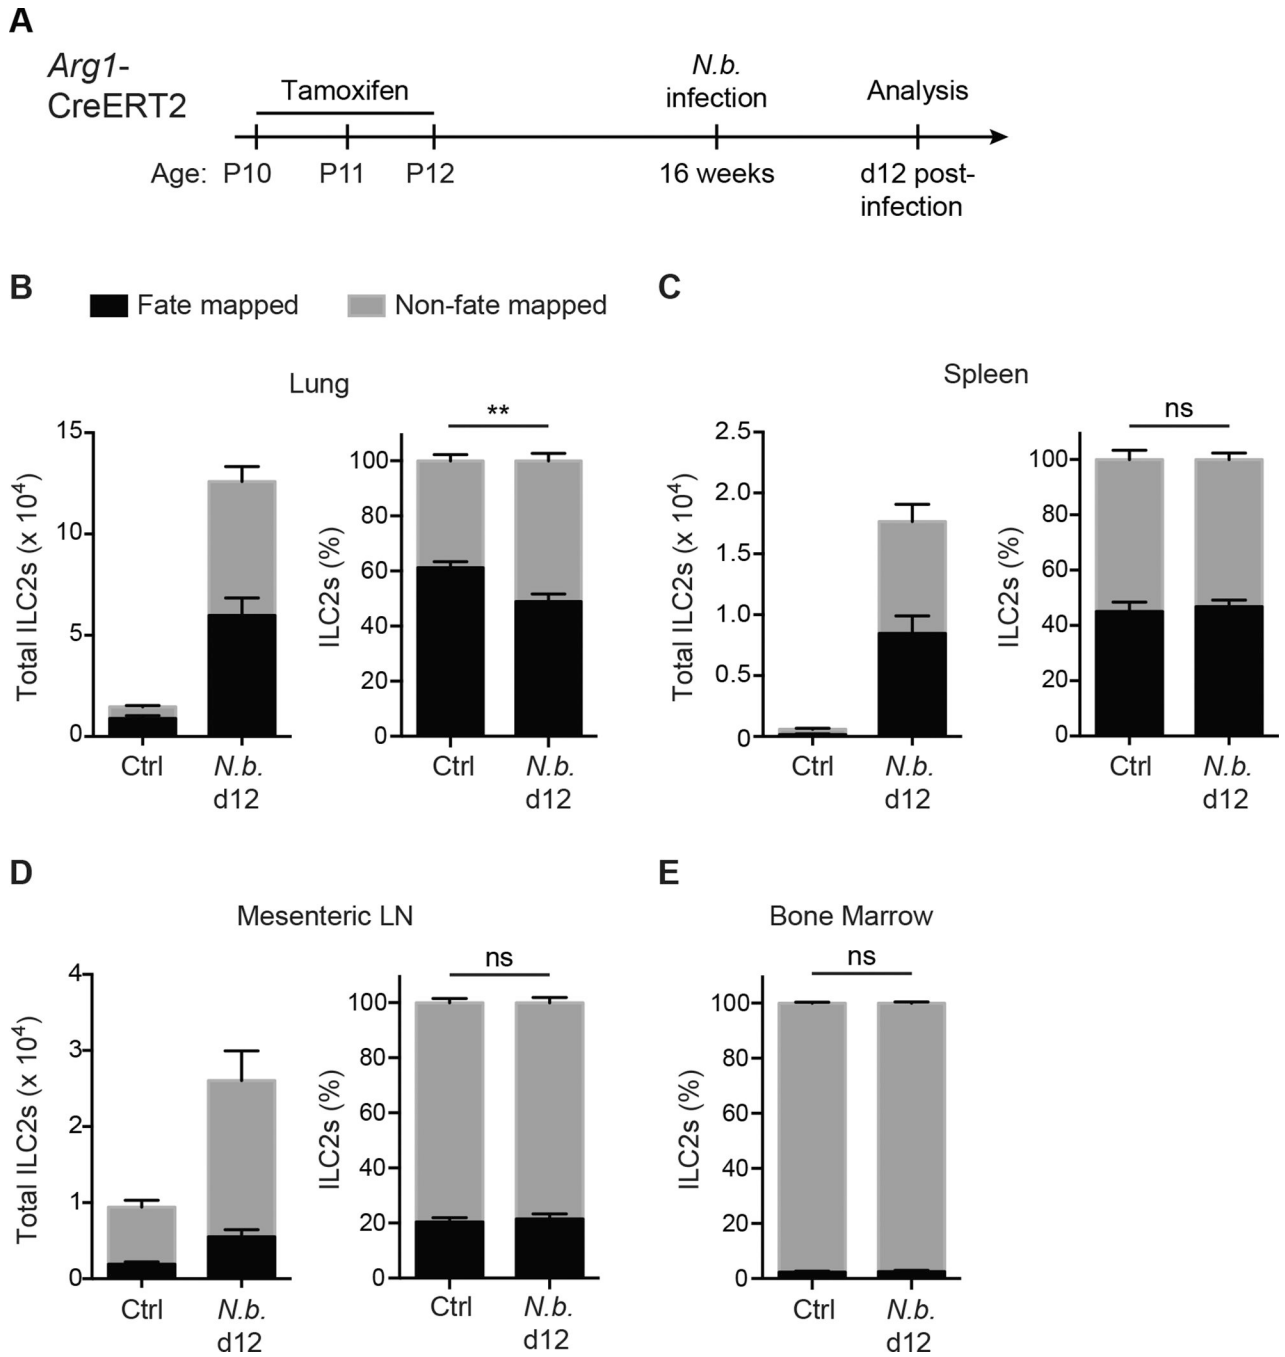 A
Arg1-
CreERT2
Tamoxifen
N.b.
infection
Analysis
Age: P10 P11 P12 16 weeks d12 post-
infection
B
Fate mapped Non-fate mapped
Lung
Total ILC2s (x 10⁴)
15
10
5
0
Ctrl N.b.
d12
**
ILC2s (%)
100
80
60
40
20
0
Ctrl N.b.
d12
C
Spleen
Total ILC2s (x 10⁴)
2.5
2.0
1.5
1.0
0.5
0
Ctrl N.b.
d12
ns
ILC2s (%)
100
80
60
40
20
0
Ctrl N.b.
d12
D
Mesenteric LN
Total ILC2s (x 10⁴)
4
3
2
1
0
Ctrl N.b.
d12
ns
ILC2s (%)
100
80
60
40
20
0
Ctrl N.b.
d12
E
Bone Marrow
ns
ILC2s (%)
100
80
60
40
20
0
Ctrl N.b.
d12